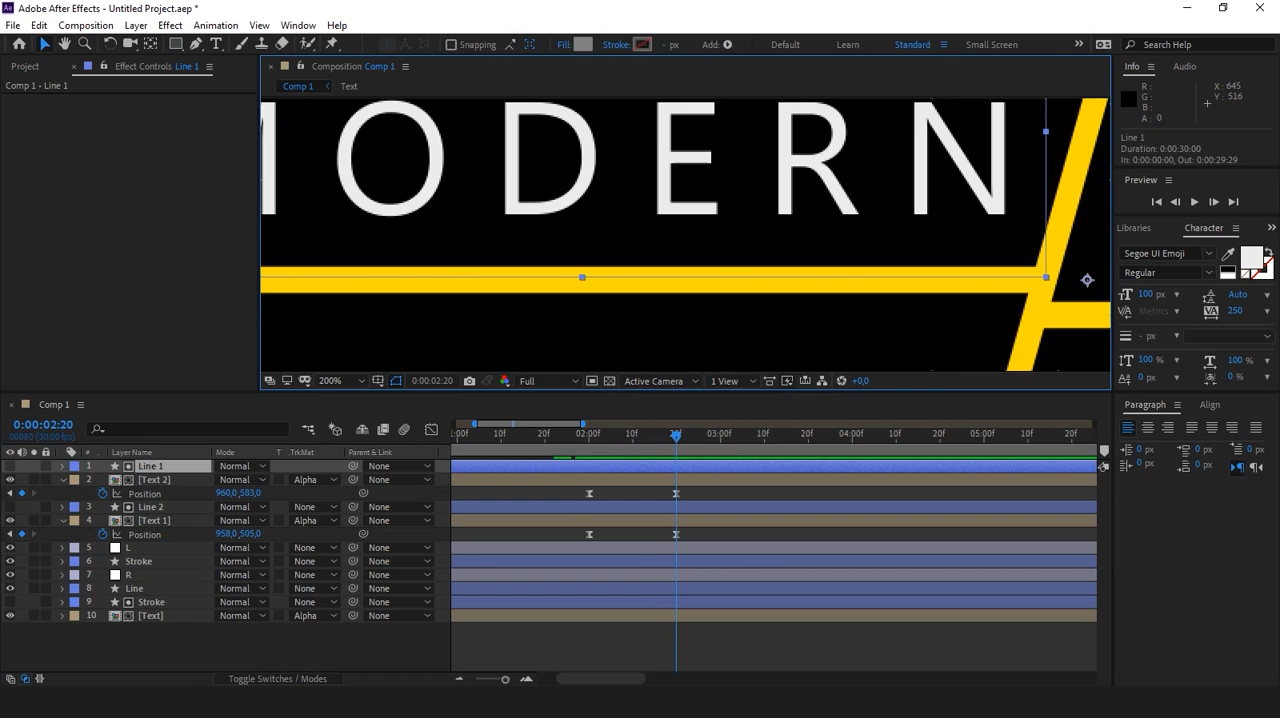 Adobe After Effects - Untitled Project.aep *
File Edit Composition Layer Effect Animation View Window Help
Snapping Fill: Stroke: - px Add: Default Learn Standard Small Screen » Search Help
Project × Effect Controls Line 1 × Composition Comp 1 Info Audio
Comp 1 • Line 1
Comp 1 Text
R :
G :
B :
A : 0
X : 645
Y : 516
Line 1
Duration: 0:00:30:00
In: 0:00:00:00, Out: 0:00:29:29
MODERN
Preview
Libraries Character »
Segoe UI Emoji
Regular
100 px Auto
Metrics 250
- px
100 % 100 %
0 px 0 %
200% 0:00:02:20 Full Active Camera 1 View +0,0
× Comp 1
Paragraph Align
0 px 0 px 0 px
0 px 0 px
0:00:02:20
00080 (30.00 fps)
:00f 10f 20f 02:00f 10f 20f 03:00f 10f 20f 04:00f 10f 20f 05:00f 10f 20f
# Layer Name Mode T .TrkMat Parent & Link
1 Line 1 Normal None
2 [Text 2] Normal Alpha None
Position 960,0,583,0
3 Line 2 Normal None None
4 [Text 1] Normal Alpha None
Position 958,0,505,0
5 L Normal None None
6 Stroke Normal None None
7 R Normal None None
8 Line Normal None None
9 Stroke Normal None None
10 [Text] Normal Alpha None
Toggle Switches / Modes